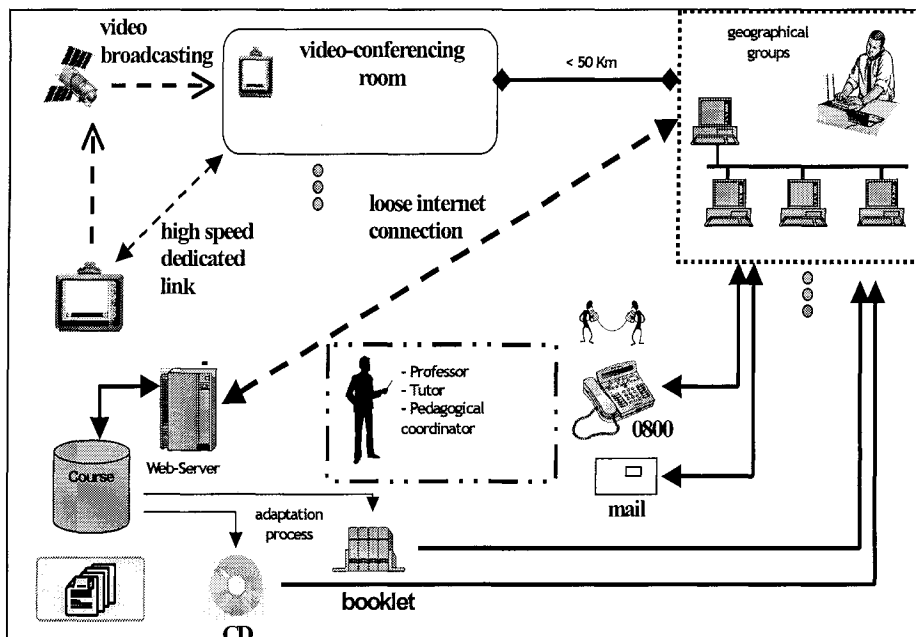 video
broadcasting
video-conferencing
room
< 50 Km
geographical
groups
loose internet
connection
high speed
dedicated
link
- Professor
- Tutor
- Pedagogical
coordinator
0800
mail
Web-Server
Course
adaptation
process
booklet
CD